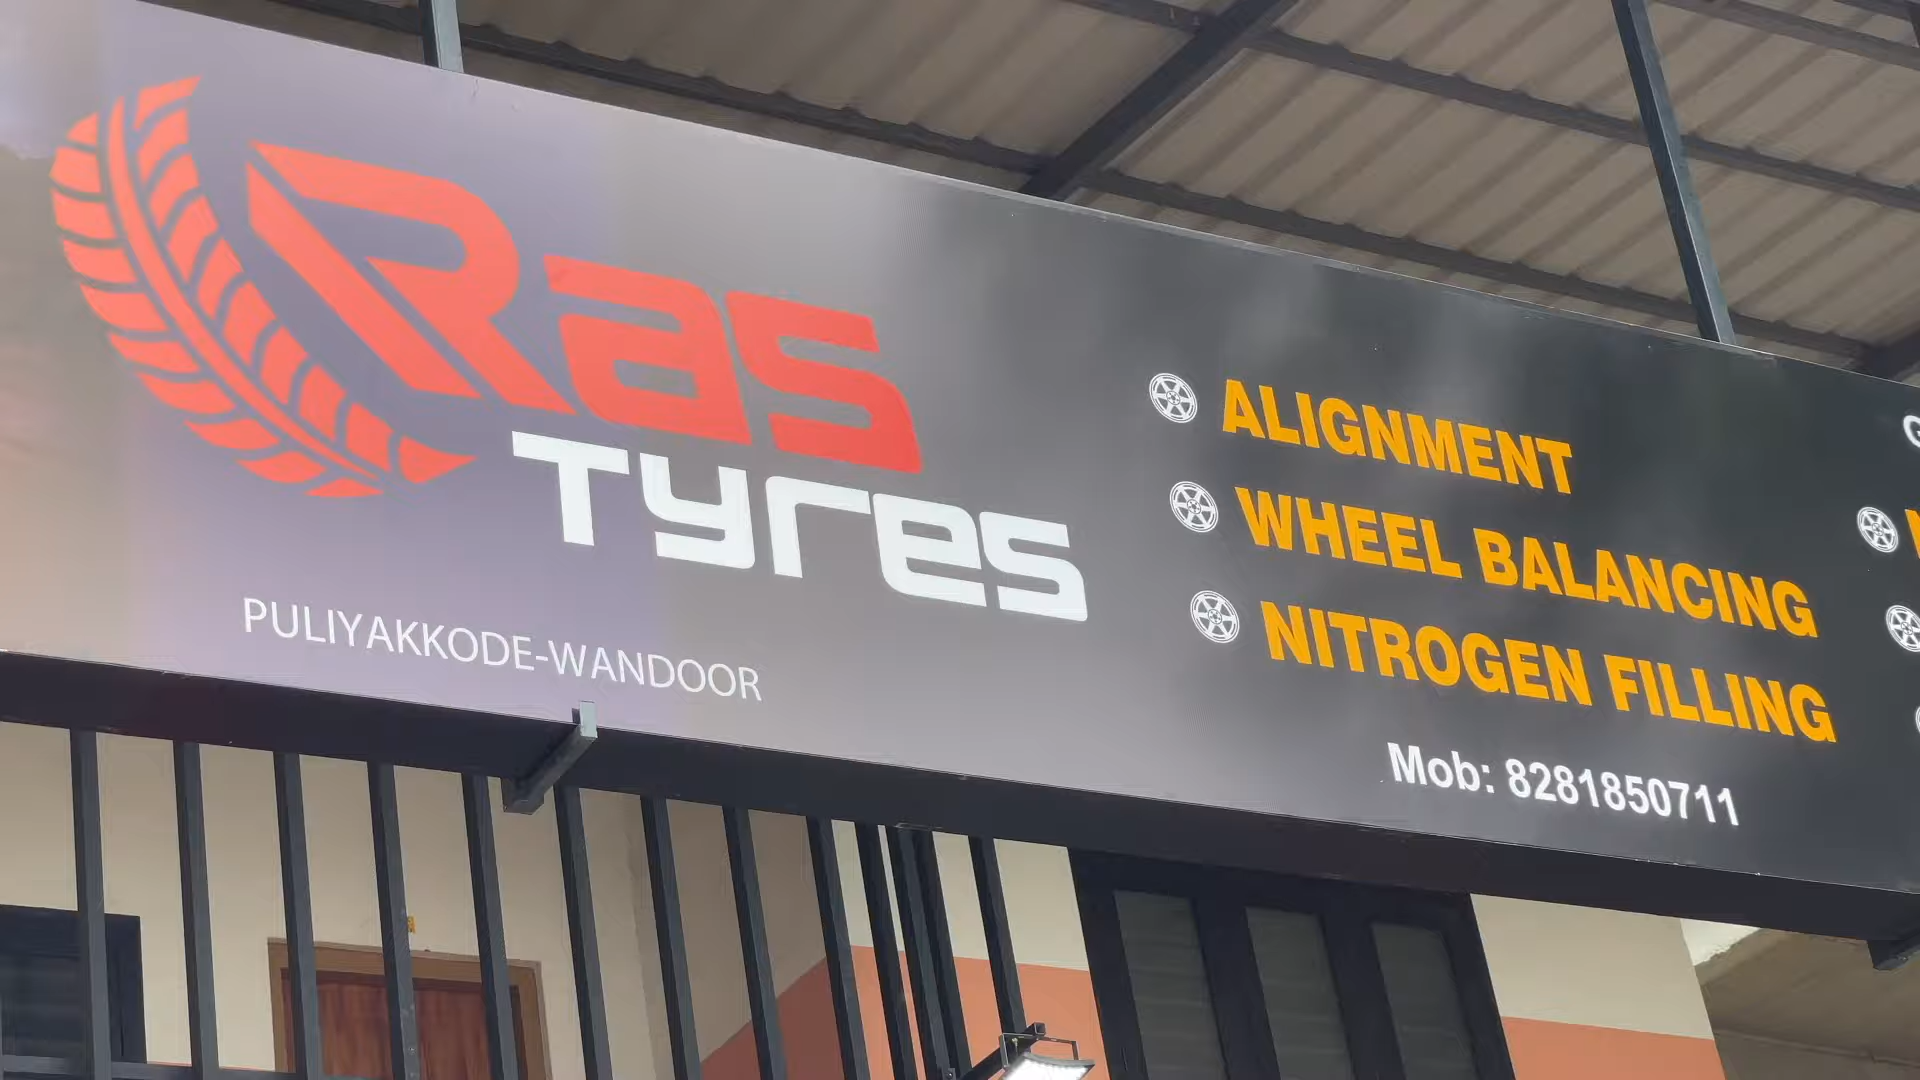 Ras
Tyres
PULIYAKKODE-WANDOOR
ALIGNMENT
WHEEL BALANCING
NITROGEN FILLING
Mob: 8281850711